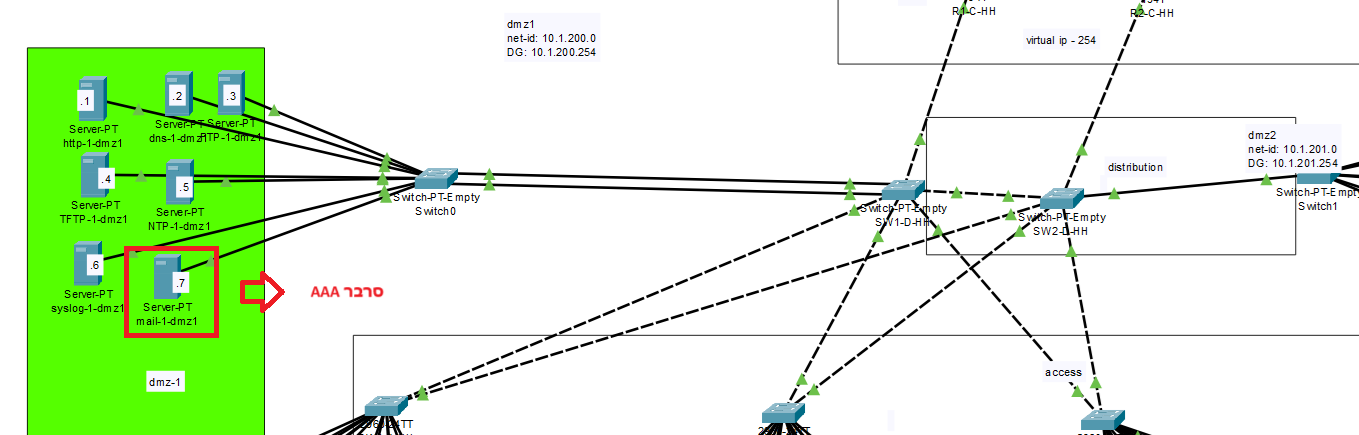 R1-C-HH
R2-C-HH
dmz1
net-id: 10.1.200.0
DG: 10.1.200.254
virtual ip - 254
.1
.2
.3
Server-PT
http-1-dmz1
Server-PT
dns-1-dmz1
Server-PT
FTP-1-dmz1
dmz2
net-id: 10.1.201.0
DG: 10.1.201.254
distribution
.4
.5
Server-PT
TFTP-1-dmz1
Server-PT
NTP-1-dmz1
Switch-PT-Empty
Switch0
Switch-PT-Empty
SW1-D-HH
Switch-PT-Empty
SW2-D-HH
Switch-PT-Empty
Switch1
.6
.7
Server-PT
syslog-1-dmz1
Server-PT
mail-1-dmz1
סרבר AAA
access
dmz-1